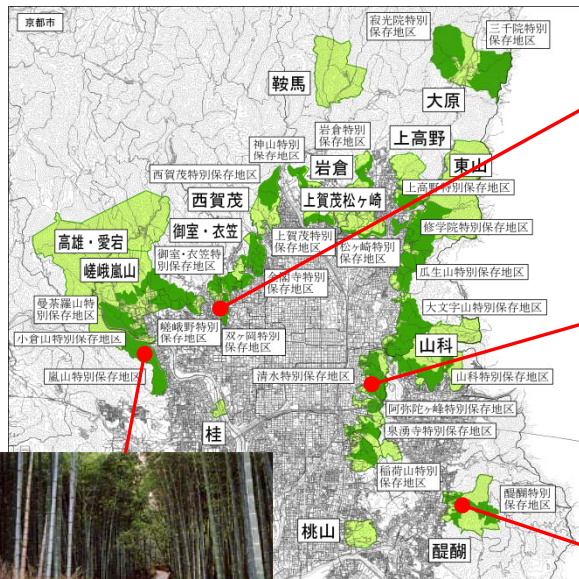 京都市
寂光院特別
保存地区
三千院特別
保存地区
鞍馬
大原
神山特別
保存地区
岩倉特別
保存地区
上高野
岩倉
東山
西賀茂特別保存地区
上賀茂松ヶ崎
上高野特別保存地区
西賀茂
修学院特別
保存地区
御室・衣笠
上賀茂特別
保存地区
松ヶ崎特別
保存地区
高雄・愛宕
御室・衣笠特
別保存地区
金閣寺特別
保存地区
瓜生山特別
保存地区
嵯峨嵐山
曼荼羅山特
別保存地区
大文字山特別
保存地区
小倉山特別保存地区
嵯峨野特別
保存地区
双ヶ岡特別
保存地区
山科
嵐山特別保存地区
清水特別保存地区
山科特別保存地区
桂
阿弥陀ヶ峰特別保存地区
泉湧寺特別保存地区
稲荷山特別
保存地区
醍醐特別
保存地区
桃山
醍醐